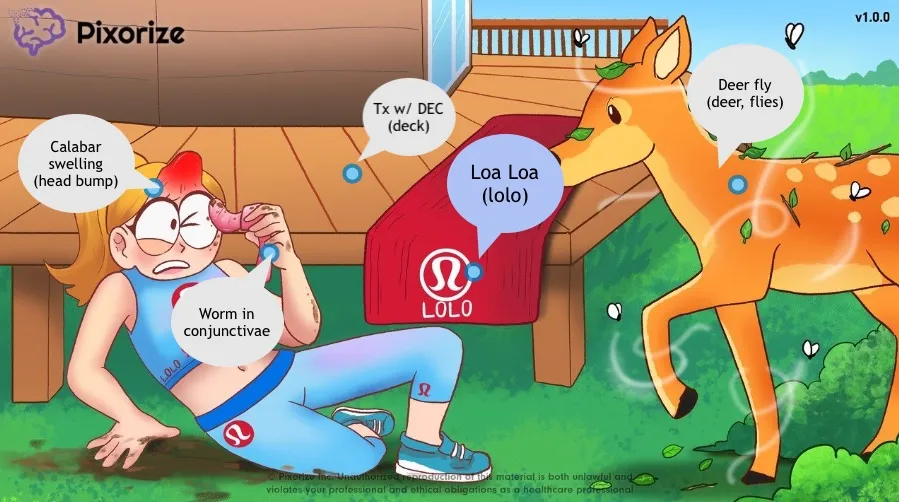 Pixorize
v1.0.0
Deer fly
(deer, flies)
Tx w/ DEC
(deck)
Calabar
swelling
(head bump)
Loa Loa
(lolo)
LOLO
Worm in
conjunctivae
LOLO
© Pixorize Inc. Unauthorized reproduction of this material is both unlawful and
violates your professional and ethical obligations as a healthcare professional